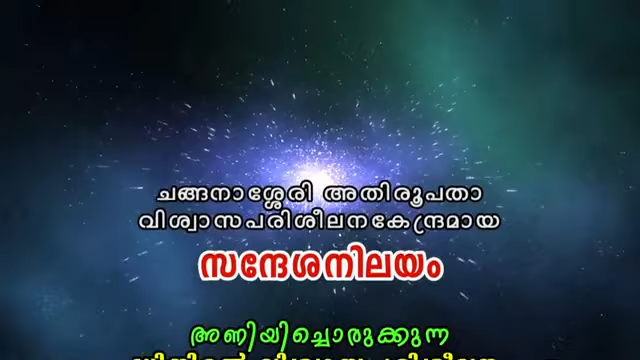 ചങ്ങനാശ്ശേരി അതിരൂപതാ
വിശ്വാസപരിശീലനകേന്ദ്രമായ
സന്ദേശനിലയം
അണിയിച്ചൊരുക്കുന്ന